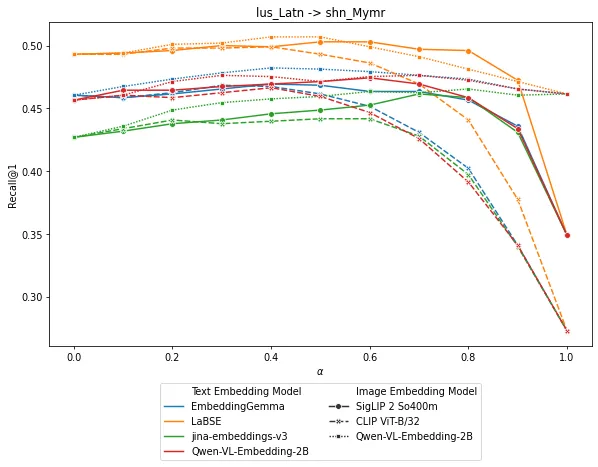 lus_Latn -> shn_Mymr
Recall@1
0.50
0.45
0.40
0.35
0.30
0.0 0.2 0.4 0.6 0.8 1.0
α
Text Embedding Model Image Embedding Model
EmbeddingGemma SigLIP 2 So400m
LaBSE CLIP ViT-B/32
jina-embeddings-v3 Qwen-VL-Embedding-2B
Qwen-VL-Embedding-2B